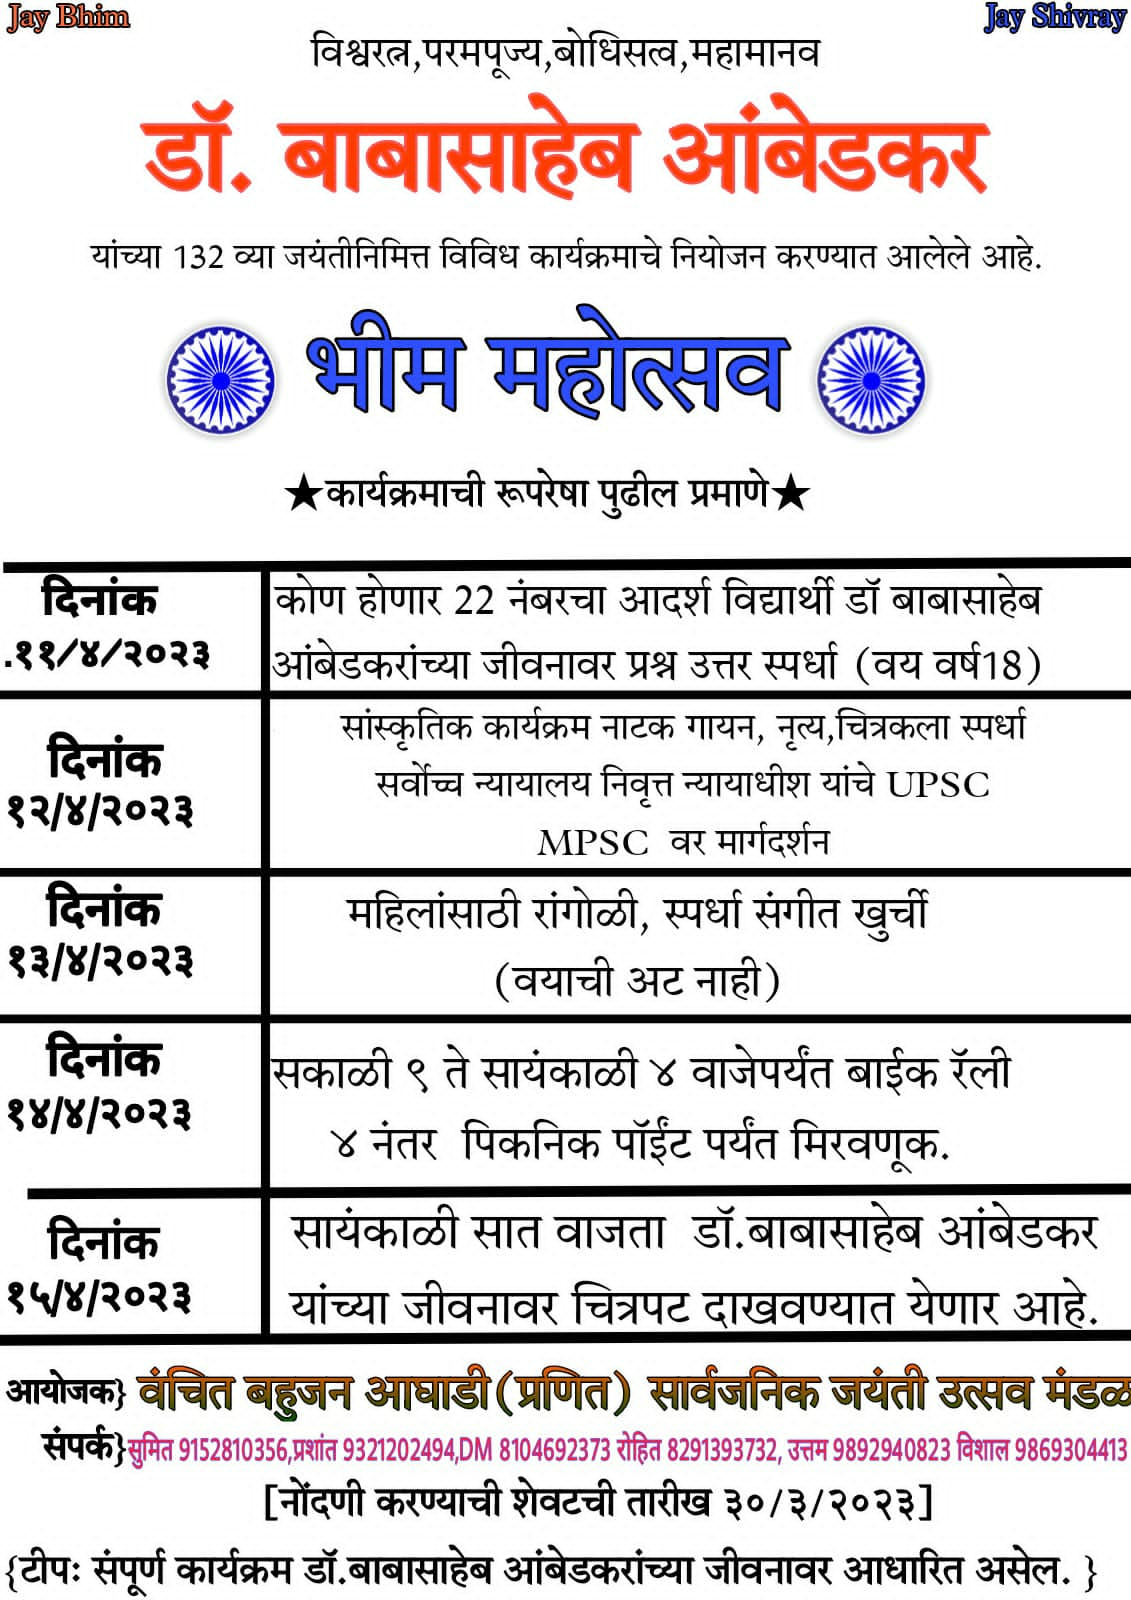 Jay Bhim
Jay Shivray
विश्वरत्न,परमपूज्य,बोधिसत्व,महामानव
डॉ. बाबासाहेब आंबेडकर
यांच्या 132 व्या जयंतीनिमित्त विविध कार्यक्रमाचे नियोजन करण्यात आलेले आहे.
भीम महोत्सव
★कार्यक्रमाची रूपरेषा पुढील प्रमाणे★
दिनांक
.११/४/२०२३
कोण होणार 22 नंबरचा आदर्श विद्यार्थी डॉ बाबासाहेब
आंबेडकरांच्या जीवनावर प्रश्न उत्तर स्पर्धा (वय वर्ष18)
दिनांक
१२/४/२०२३
सांस्कृतिक कार्यक्रम नाटक गायन, नृत्य,चित्रकला स्पर्धा
सर्वोच्च न्यायालय निवृत्त न्यायाधीश यांचे UPSC
MPSC वर मार्गदर्शन
दिनांक
१३/४/२०२३
महिलांसाठी रांगोळी, स्पर्धा संगीत खुर्ची
(वयाची अट नाही)
दिनांक
१४/४/२०२३
सकाळी ९ ते सायंकाळी ४ वाजेपर्यंत बाईक रॅली
४ नंतर पिकनिक पॉईंट पर्यंत मिरवणूक.
दिनांक
१५/४/२०२३
सायंकाळी सात वाजता डॉ.बाबासाहेब आंबेडकर
यांच्या जीवनावर चित्रपट दाखवण्यात येणार आहे.
आयोजक} वंचित बहुजन आघाडी(प्रणित) सार्वजनिक जयंती उत्सव मंडळ
संपर्क}सुमित 9152810356,प्रशांत 9321202494,DM 8104692373 रोहित 8291393732, उत्तम 9892940823 विशाल 9869304413
[नोंदणी करण्याची शेवटची तारीख ३०/३/२०२३]
{टीपः संपूर्ण कार्यक्रम डॉ.बाबासाहेब आंबेडकरांच्या जीवनावर आधारित असेल. }